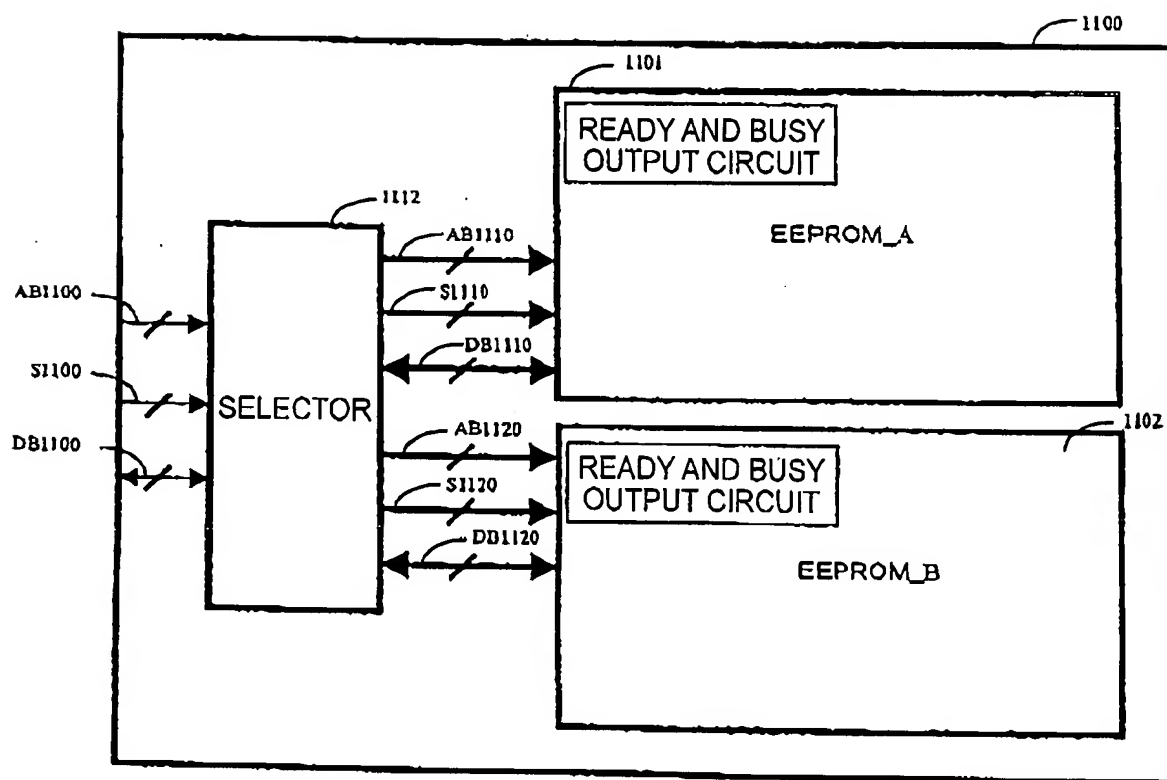 1100
1101
READY AND BUSY
OUTPUT CIRCUIT
EEPROM_A
1112
AB1110
S1110
DB1110
AB1100
S1100
DB1100
SELECTOR
AB1120
S1120
DB1120
1102
READY AND BUSY
OUTPUT CIRCUIT
EEPROM_B